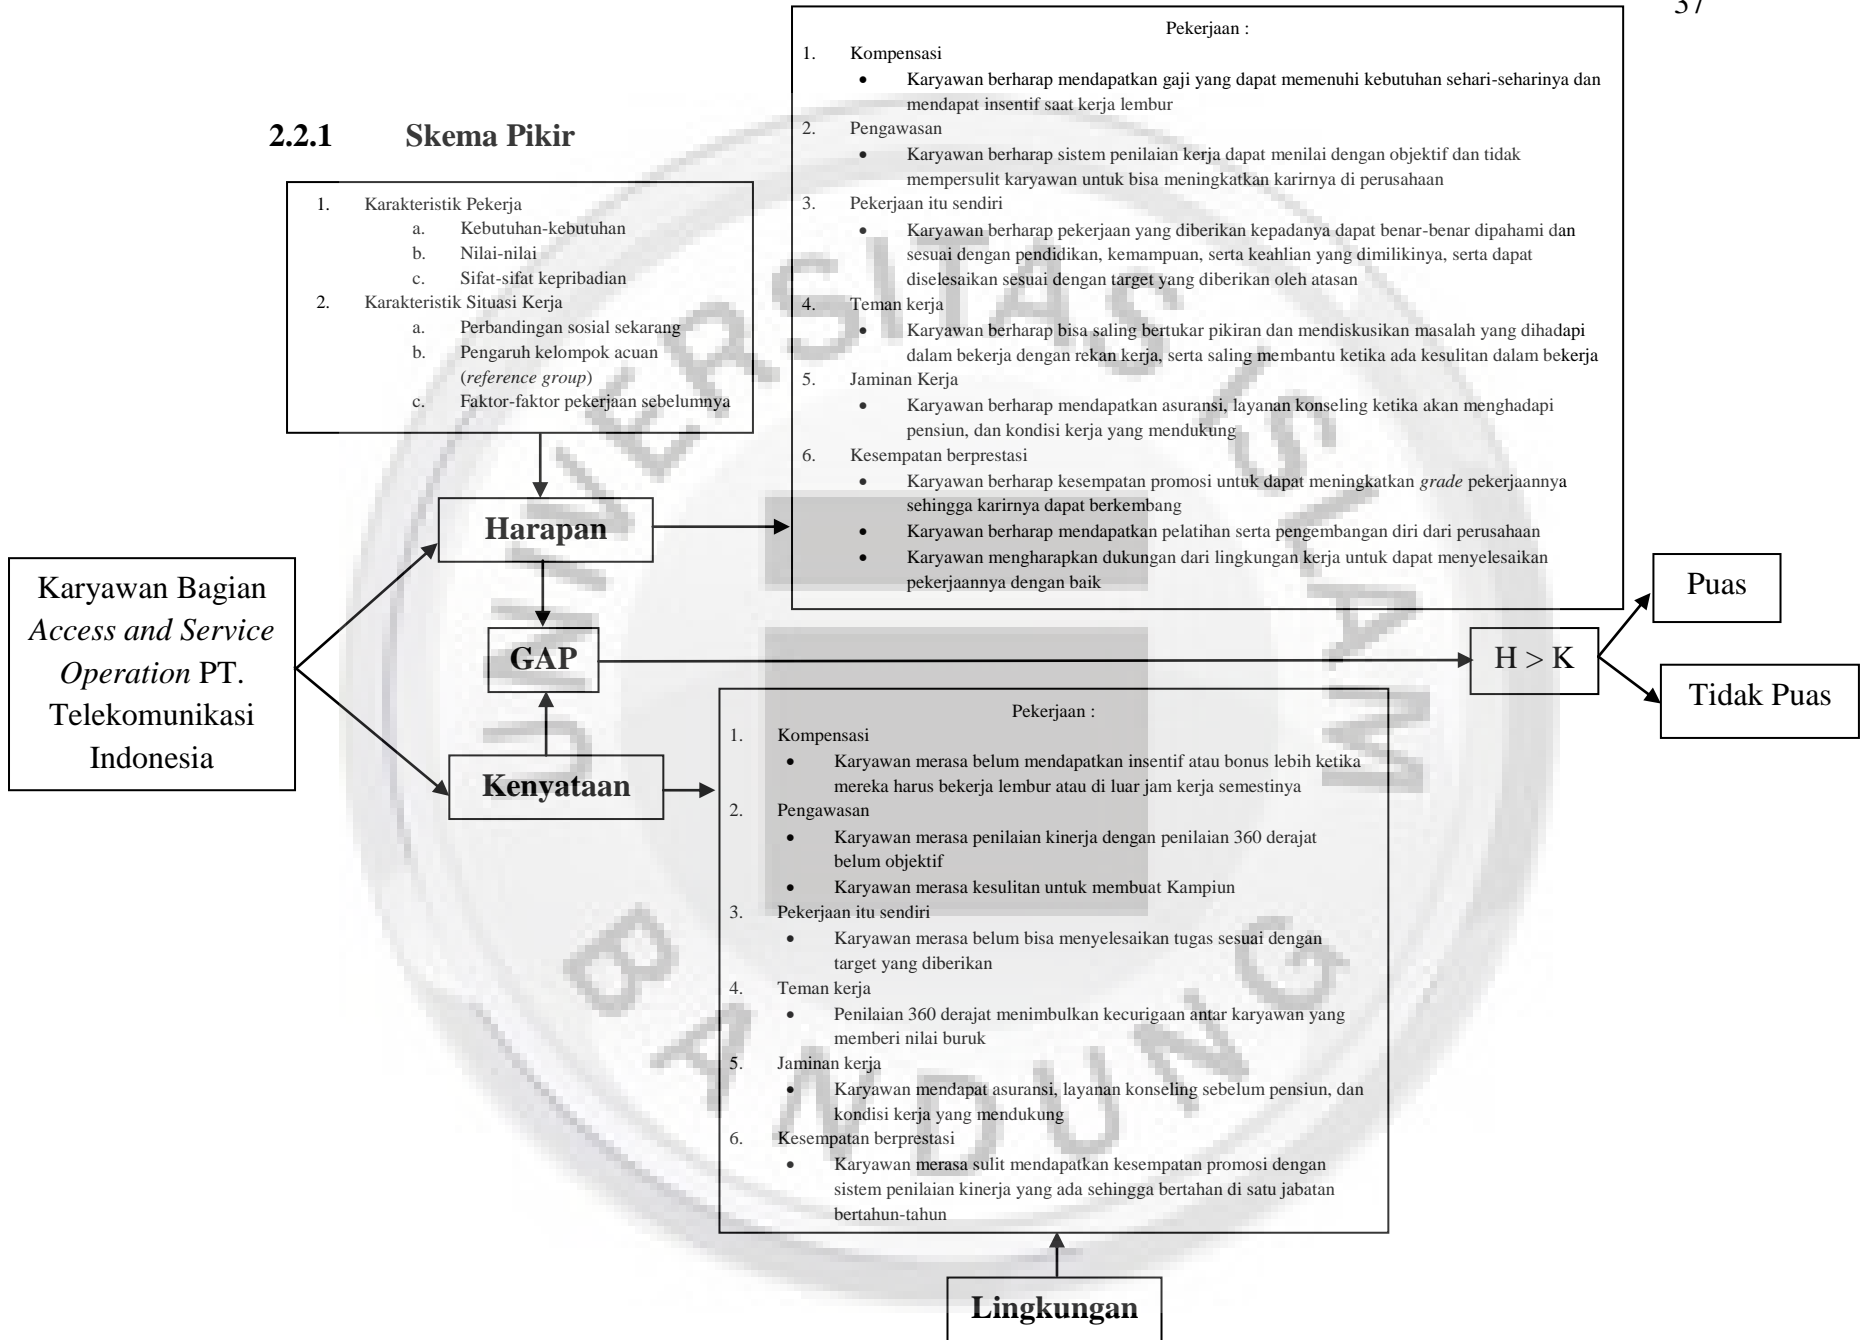 37
2.2.1 Skema Pikir
1. Karakteristik Pekerja
a. Kebutuhan-kebutuhan
b. Nilai-nilai
c. Sifat-sifat kepribadian
2. Karakteristik Situasi Kerja
a. Perbandingan sosial sekarang
b. Pengaruh kelompok acuan
(reference group)
c. Faktor-faktor pekerjaan sebelumnya
Pekerjaan :
1. Kompensasi
• Karyawan berharap mendapatkan gaji yang dapat memenuhi kebutuhan sehari-seharinya dan
mendapat insentif saat kerja lembur
2. Pengawasan
• Karyawan berharap sistem penilaian kerja dapat menilai dengan objektif dan tidak
mempersulit karyawan untuk bisa meningkatkan karirnya di perusahaan
3. Pekerjaan itu sendiri
• Karyawan berharap pekerjaan yang diberikan kepadanya dapat benar-benar dipahami dan
sesuai dengan pendidikan, kemampuan, serta keahlian yang dimilikinya, serta dapat
diselesaikan sesuai dengan target yang diberikan oleh atasan
4. Teman kerja
• Karyawan berharap bisa saling bertukar pikiran dan mendiskusikan masalah yang dihadapi
dalam bekerja dengan rekan kerja, serta saling membantu ketika ada kesulitan dalam bekerja
5. Jaminan Kerja
• Karyawan berharap mendapatkan asuransi, layanan konseling ketika akan menghadapi
pensiun, dan kondisi kerja yang mendukung
6. Kesempatan berprestasi
• Karyawan berharap kesempatan promosi untuk dapat meningkatkan grade pekerjaannya
sehingga karirnya dapat berkembang
• Karyawan berharap mendapatkan pelatihan serta pengembangan diri dari perusahaan
• Karyawan mengharapkan dukungan dari lingkungan kerja untuk dapat menyelesaikan
pekerjaannya dengan baik
Harapan
Karyawan Bagian
Access and Service
Operation PT.
Telekomunikasi
Indonesia
GAP
H > K
Puas
Tidak Puas
Kenyataan
Pekerjaan :
1. Kompensasi
• Karyawan merasa belum mendapatkan insentif atau bonus lebih ketika
mereka harus bekerja lembur atau di luar jam kerja semestinya
2. Pengawasan
• Karyawan merasa penilaian kinerja dengan penilaian 360 derajat
belum objektif
• Karyawan merasa kesulitan untuk membuat Kampiun
3. Pekerjaan itu sendiri
• Karyawan merasa belum bisa menyelesaikan tugas sesuai dengan
target yang diberikan
4. Teman kerja
• Penilaian 360 derajat menimbulkan kecurigaan antar karyawan yang
memberi nilai buruk
5. Jaminan kerja
• Karyawan mendapat asuransi, layanan konseling sebelum pensiun, dan
kondisi kerja yang mendukung
6. Kesempatan berprestasi
• Karyawan merasa sulit mendapatkan kesempatan promosi dengan
sistem penilaian kinerja yang ada sehingga bertahan di satu jabatan
bertahun-tahun
Lingkungan
UNIVERSITAS ISLAM
BANDUNG